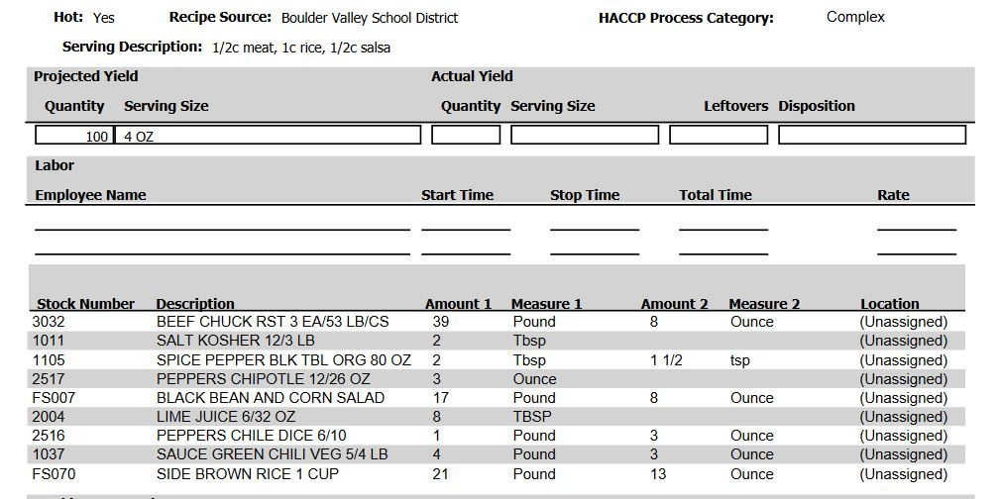 Hot: Yes Recipe Source: Boulder Valley School District HACCP Process Category: Complex
Serving Description: 1/2c meat, 1c rice, 1/2c salsa
Projected Yield Actual Yield
Quantity Serving Size Quantity Serving Size Leftovers Disposition
100 4 OZ
Labor
Employee Name Start Time Stop Time Total Time Rate
Stock Number Description Amount 1 Measure 1 Amount 2 Measure 2 Location
3032 BEEF CHUCK RST 3 EA/53 LB/CS 39 Pound 8 Ounce (Unassigned)
1011 SALT KOSHER 12/3 LB 2 Tbsp (Unassigned)
1105 SPICE PEPPER BLK TBL ORG 80 OZ 2 Tbsp 1 1/2 tsp (Unassigned)
2517 PEPPERS CHIPOTLE 12/26 OZ 3 Ounce (Unassigned)
FS007 BLACK BEAN AND CORN SALAD 17 Pound 8 Ounce (Unassigned)
2004 LIME JUICE 6/32 OZ 8 TBSP (Unassigned)
2516 PEPPERS CHILE DICE 6/10 1 Pound 3 Ounce (Unassigned)
1037 SAUCE GREEN CHILI VEG 5/4 LB 4 Pound 3 Ounce (Unassigned)
FS070 SIDE BROWN RICE 1 CUP 21 Pound 13 Ounce (Unassigned)